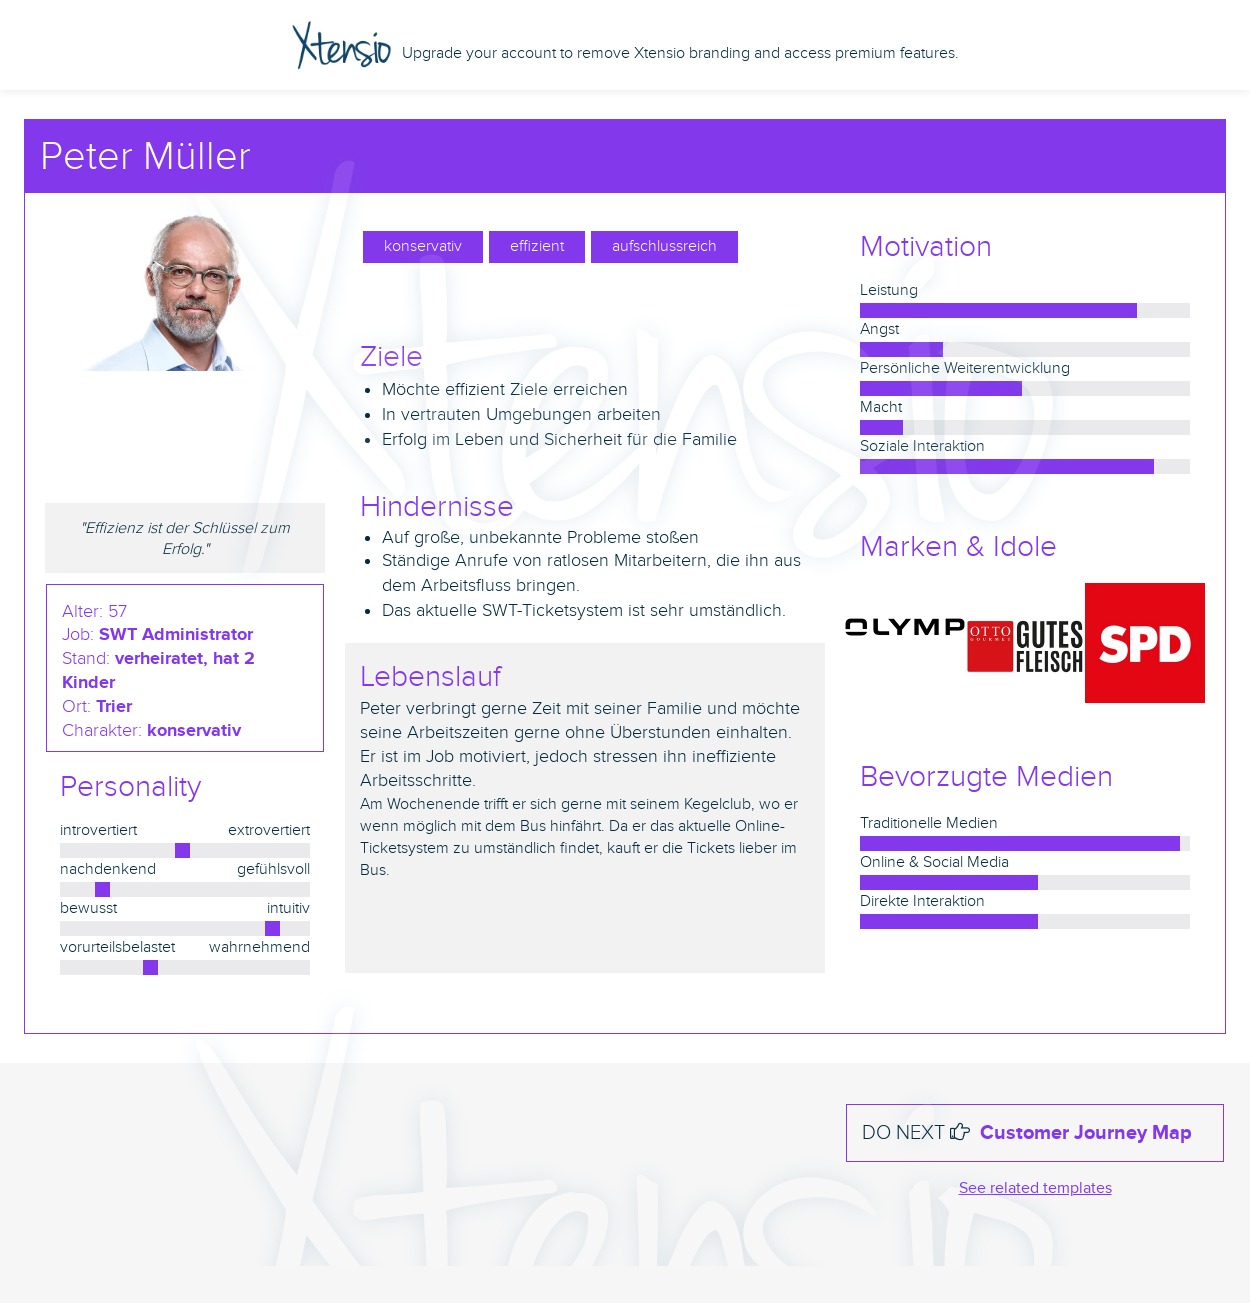 Xtensio Upgrade your account to remove Xtensio branding and access premium features.
Peter Müller
"Effizienz ist der Schlüssel zum
Erfolg."
Alter: 57
Job: SWT Administrator
Stand: verheiratet, hat 2
Kinder
Ort: Trier
Charakter: konservativ
Personality
introvertiert extrovertiert
nachdenkend gefühlsvoll
bewusst intuitiv
vorurteilsbelastet wahrnehmend
konservativ effizient aufschlussreich
Ziele
Möchte effizient Ziele erreichen
In vertrauten Umgebungen arbeiten
Erfolg im Leben und Sicherheit für die Familie
Hindernisse
Auf große, unbekannte Probleme stoßen
Ständige Anrufe von ratlosen Mitarbeitern, die ihn aus
dem Arbeitsfluss bringen.
Das aktuelle SWT-Ticketsystem ist sehr umständlich.
Lebenslauf
Peter verbringt gerne Zeit mit seiner Familie und möchte
seine Arbeitszeiten gerne ohne Überstunden einhalten.
Er ist im Job motiviert, jedoch stressen ihn ineffiziente
Arbeitsschritte.
Am Wochenende trifft er sich gerne mit seinem Kegelclub, wo er
wenn möglich mit dem Bus hinfährt. Da er das aktuelle Online-
Ticketsystem zu umständlich findet, kauft er die Tickets lieber im
Bus.
Motivation
Leistung
Angst
Persönliche Weiterentwicklung
Macht
Soziale Interaktion
Marken & Idole
OLYMP
OTTO
GOURMET
GUTES
FLEISCH
SPD
Bevorzugte Medien
Traditionelle Medien
Online & Social Media
Direkte Interaktion
Xtensio
DO NEXT Customer Journey Map
See related templates
Xtensio